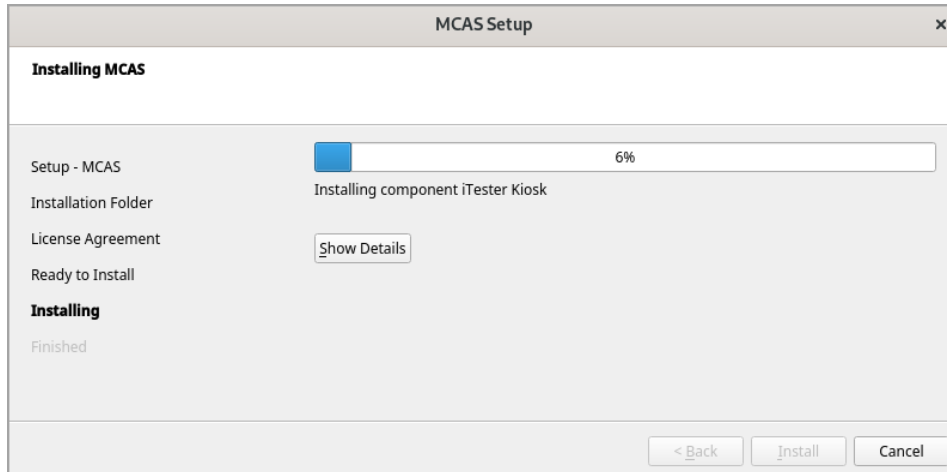 MCAS Setup
×
Installing MCAS
Setup - MCAS
Installation Folder
License Agreement
Ready to Install
Installing
Finished
6%
Installing component iTester Kiosk
Show Details
< Back
Install
Cancel